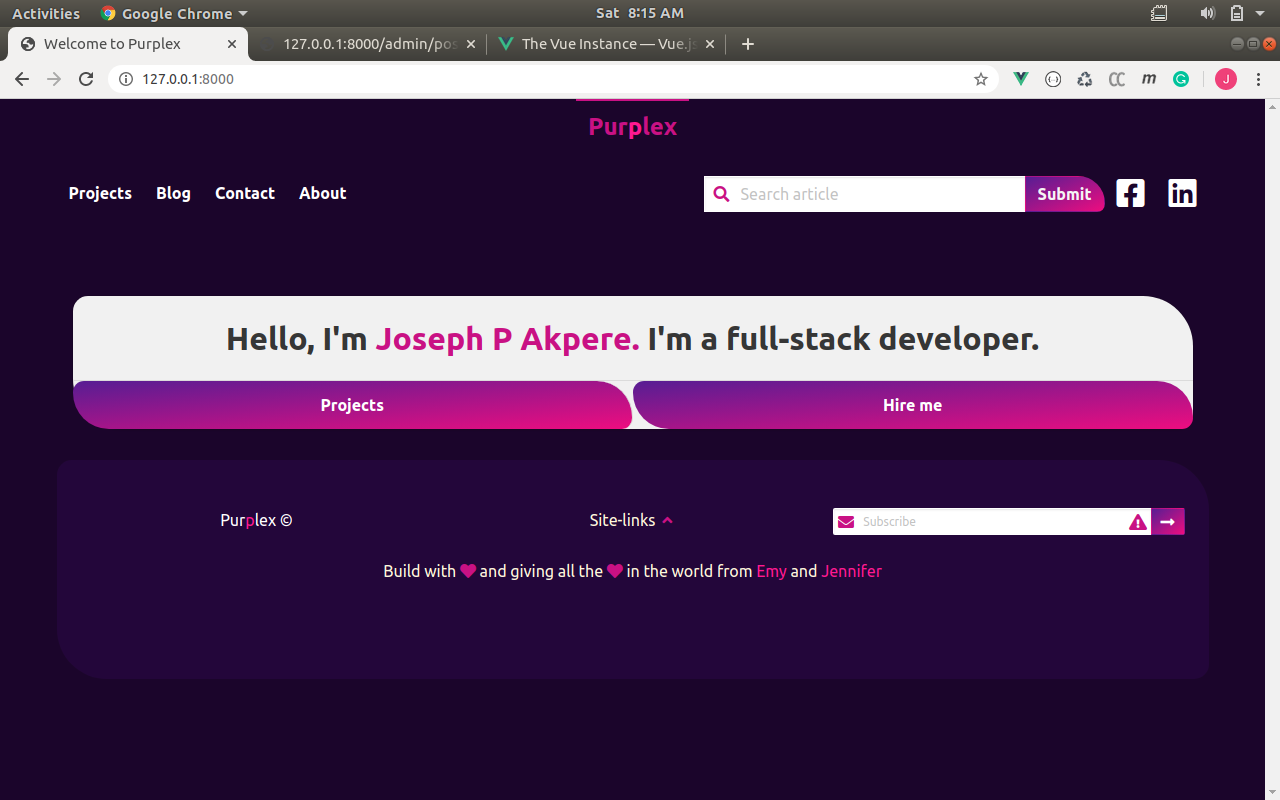 Activities Google Chrome Sat 8:15 AM
Welcome to Purplex 127.0.0.1:8000/admin/pos The Vue Instance — Vue.js
127.0.0.1:8000 CC m J
Purplex
Projects Blog Contact About Search article Submit
Hello, I'm Joseph P Akpere. I'm a full-stack developer.
Projects Hire me
Purplex © Site-links Subscribe
Build with and giving all the in the world from Emy and Jennifer